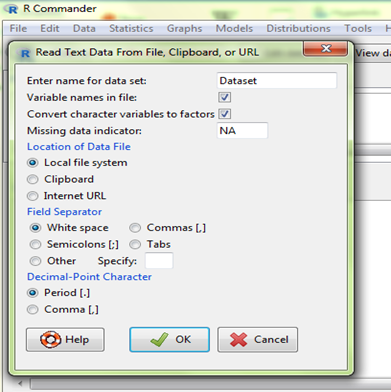 R Commander
File Edit Data Statistics Graphs Models Distributions Tools H
Read Text Data From File, Clipboard, or URL
View da
Enter name for data set: Dataset
Variable names in file:
Convert character variables to factors
Missing data indicator: NA
Location of Data File
Local file system
Clipboard
Internet URL
Field Separator
White space Commas [,]
Semicolons [;] Tabs
Other Specify:
Decimal-Point Character
Period [.]
Comma [,]
Help OK Cancel